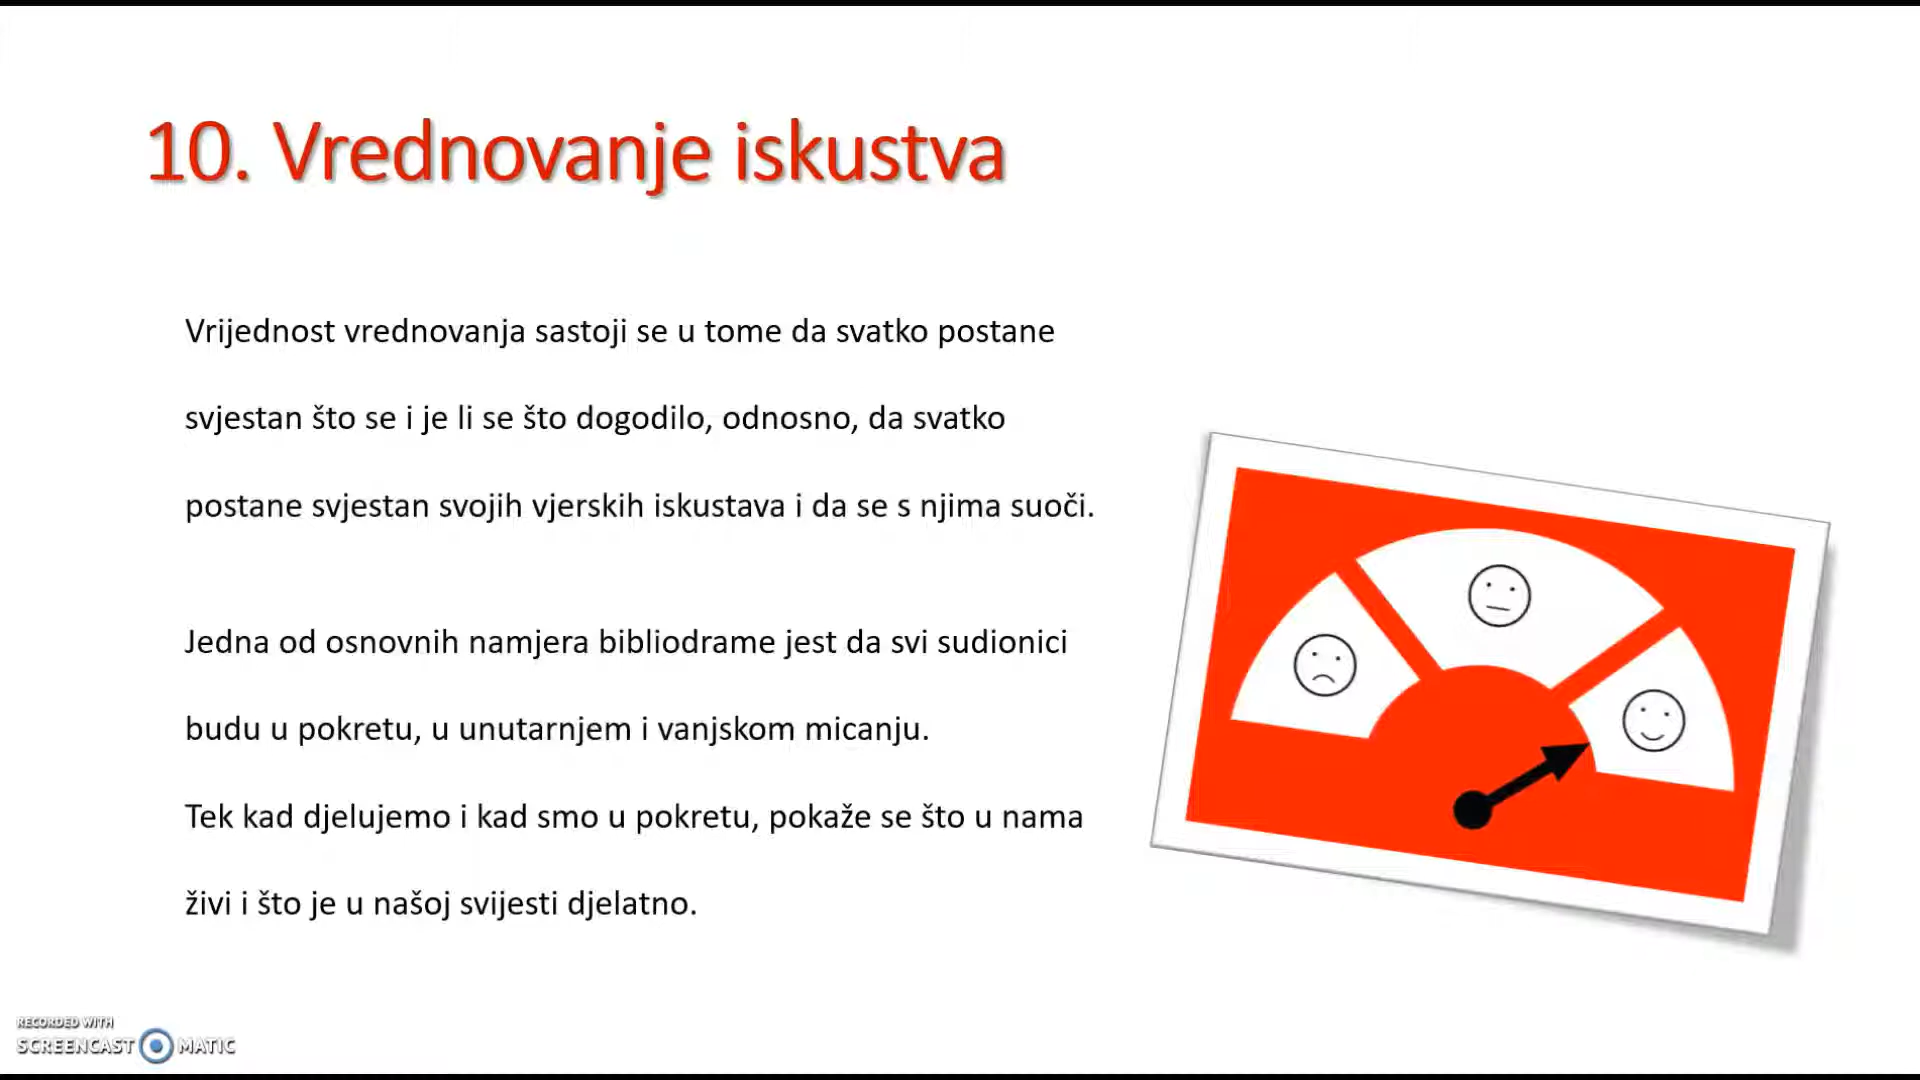 10. Vrednovanje iskustva
Vrijednost vrednovanja sastoji se u tome da svatko postane
svjestan što se i je li se što dogodilo, odnosno, da svatko
postane svjestan svojih vjerskih iskustava i da se s njima suoči.
Jedna od osnovnih namjera bibliodrame jest da svi sudionici
budu u pokretu, u unutarnjem i vanjskom micanju.
Tek kad djelujemo i kad smo u pokretu, pokaže se što u nama
živi i što je u našoj svijesti djelatno.
RECORDED WITH
SCREENCAST MATIC